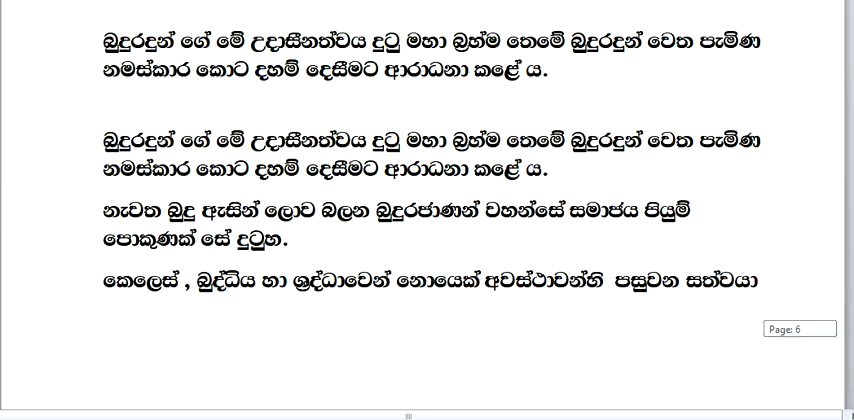 බුදුරදුන් ගේ මේ උදාසීනත්වය දුටු මහා බ්‍රහ්ම තෙමේ බුදුරදුන් වෙත පැමිණ
නමස්කාර කොට දහම් දෙසීමට ආරාධනා කළේ ය.
බුදුරදුන් ගේ මේ උදාසීනත්වය දුටු මහා බ්‍රහ්ම තෙමේ බුදුරදුන් වෙත පැමිණ
නමස්කාර කොට දහම් දෙසීමට ආරාධනා කළේ ය.
නැවත බුදු ඇසින් ලොව බලන බුදුරජාණන් වහන්සේ සමාජය පියුම්
පොකුණක් සේ දුටුහ.
කෙලෙස් , බුද්ධිය හා ශ්‍රද්ධාවෙන් නොයෙක් අවස්ථාවන්හි පසුවන සත්වයා
Page: 6